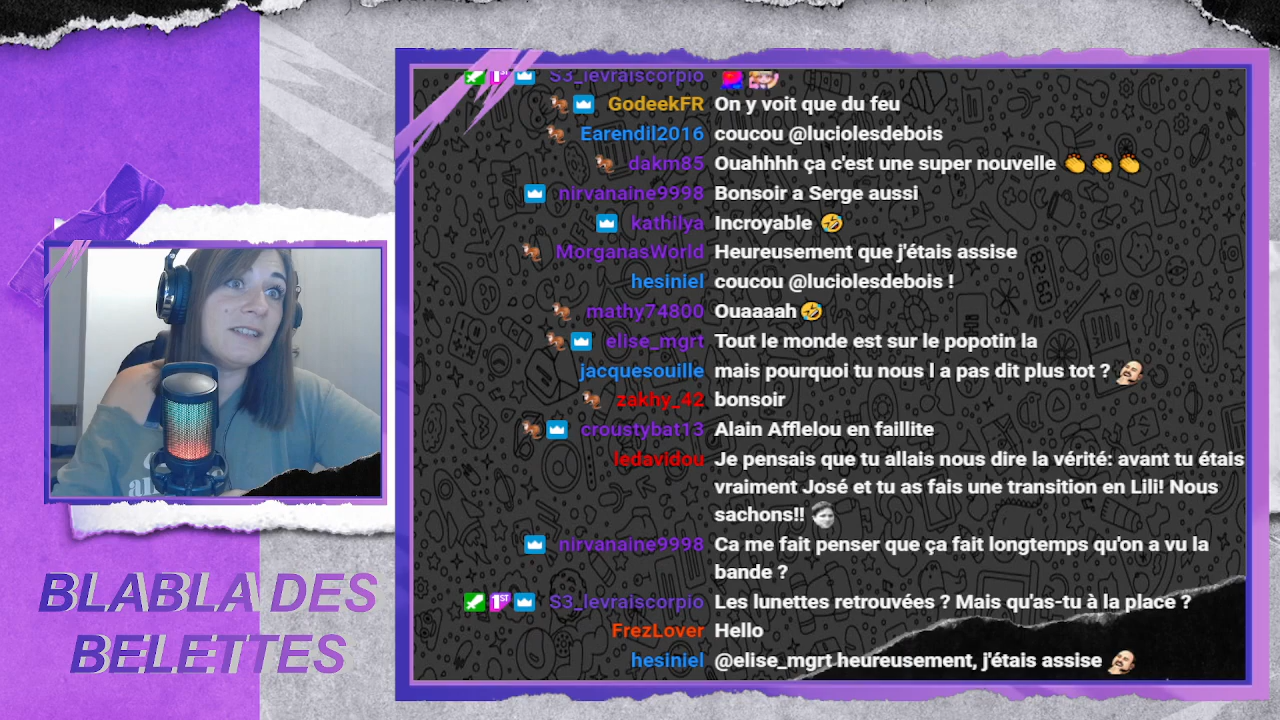 S3_levraiscorpio
GodeekFR On y voit que du feu
Earendil2016 coucou @luciolesdebois
dakm85 Ouahhhh ça c'est une super nouvelle 👏👏👏
nirvanaine9998 Bonsoir a Serge aussi
kathilya Incroyable 🤣
MorganasWorld Heureusement que j'étais assise
hesiniel coucou @luciolesdebois !
mathy74800 Ouaaaah 🤣
elise_mgrt Tout le monde est sur le popotin la
jacquesouille mais pourquoi tu nous l a pas dit plus tot ?
zakhy_42 bonsoir
croustybat13 Alain Afflelou en faillite
ledavidou Je pensais que tu allais nous dire la vérité: avant tu étais
vraiment José et tu as fais une transition en Lili! Nous
sachons!!
nirvanaine9998 Ca me fait penser que ça fait longtemps qu'on a vu la
bande ?
1ST S3_levraiscorpio Les lunettes retrouvées ? Mais qu'as-tu à la place ?
FrezLover Hello
hesiniel @elise_mgrt heureusement, j'étais assise
BLABLA DES
BELETTES